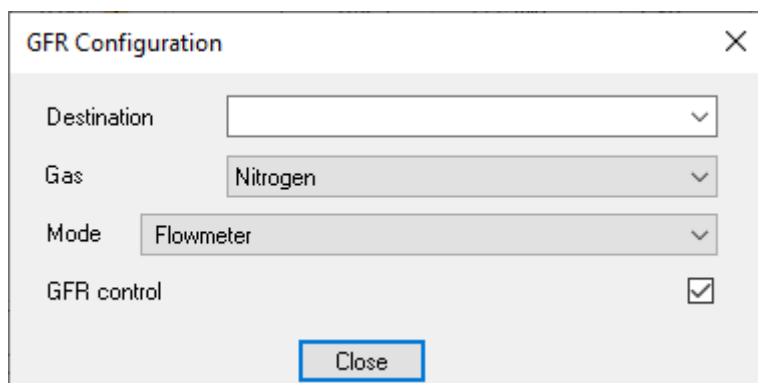 GFR Configuration
Destination
Gas Nitrogen
Mode Flowmeter
GFR control
Close